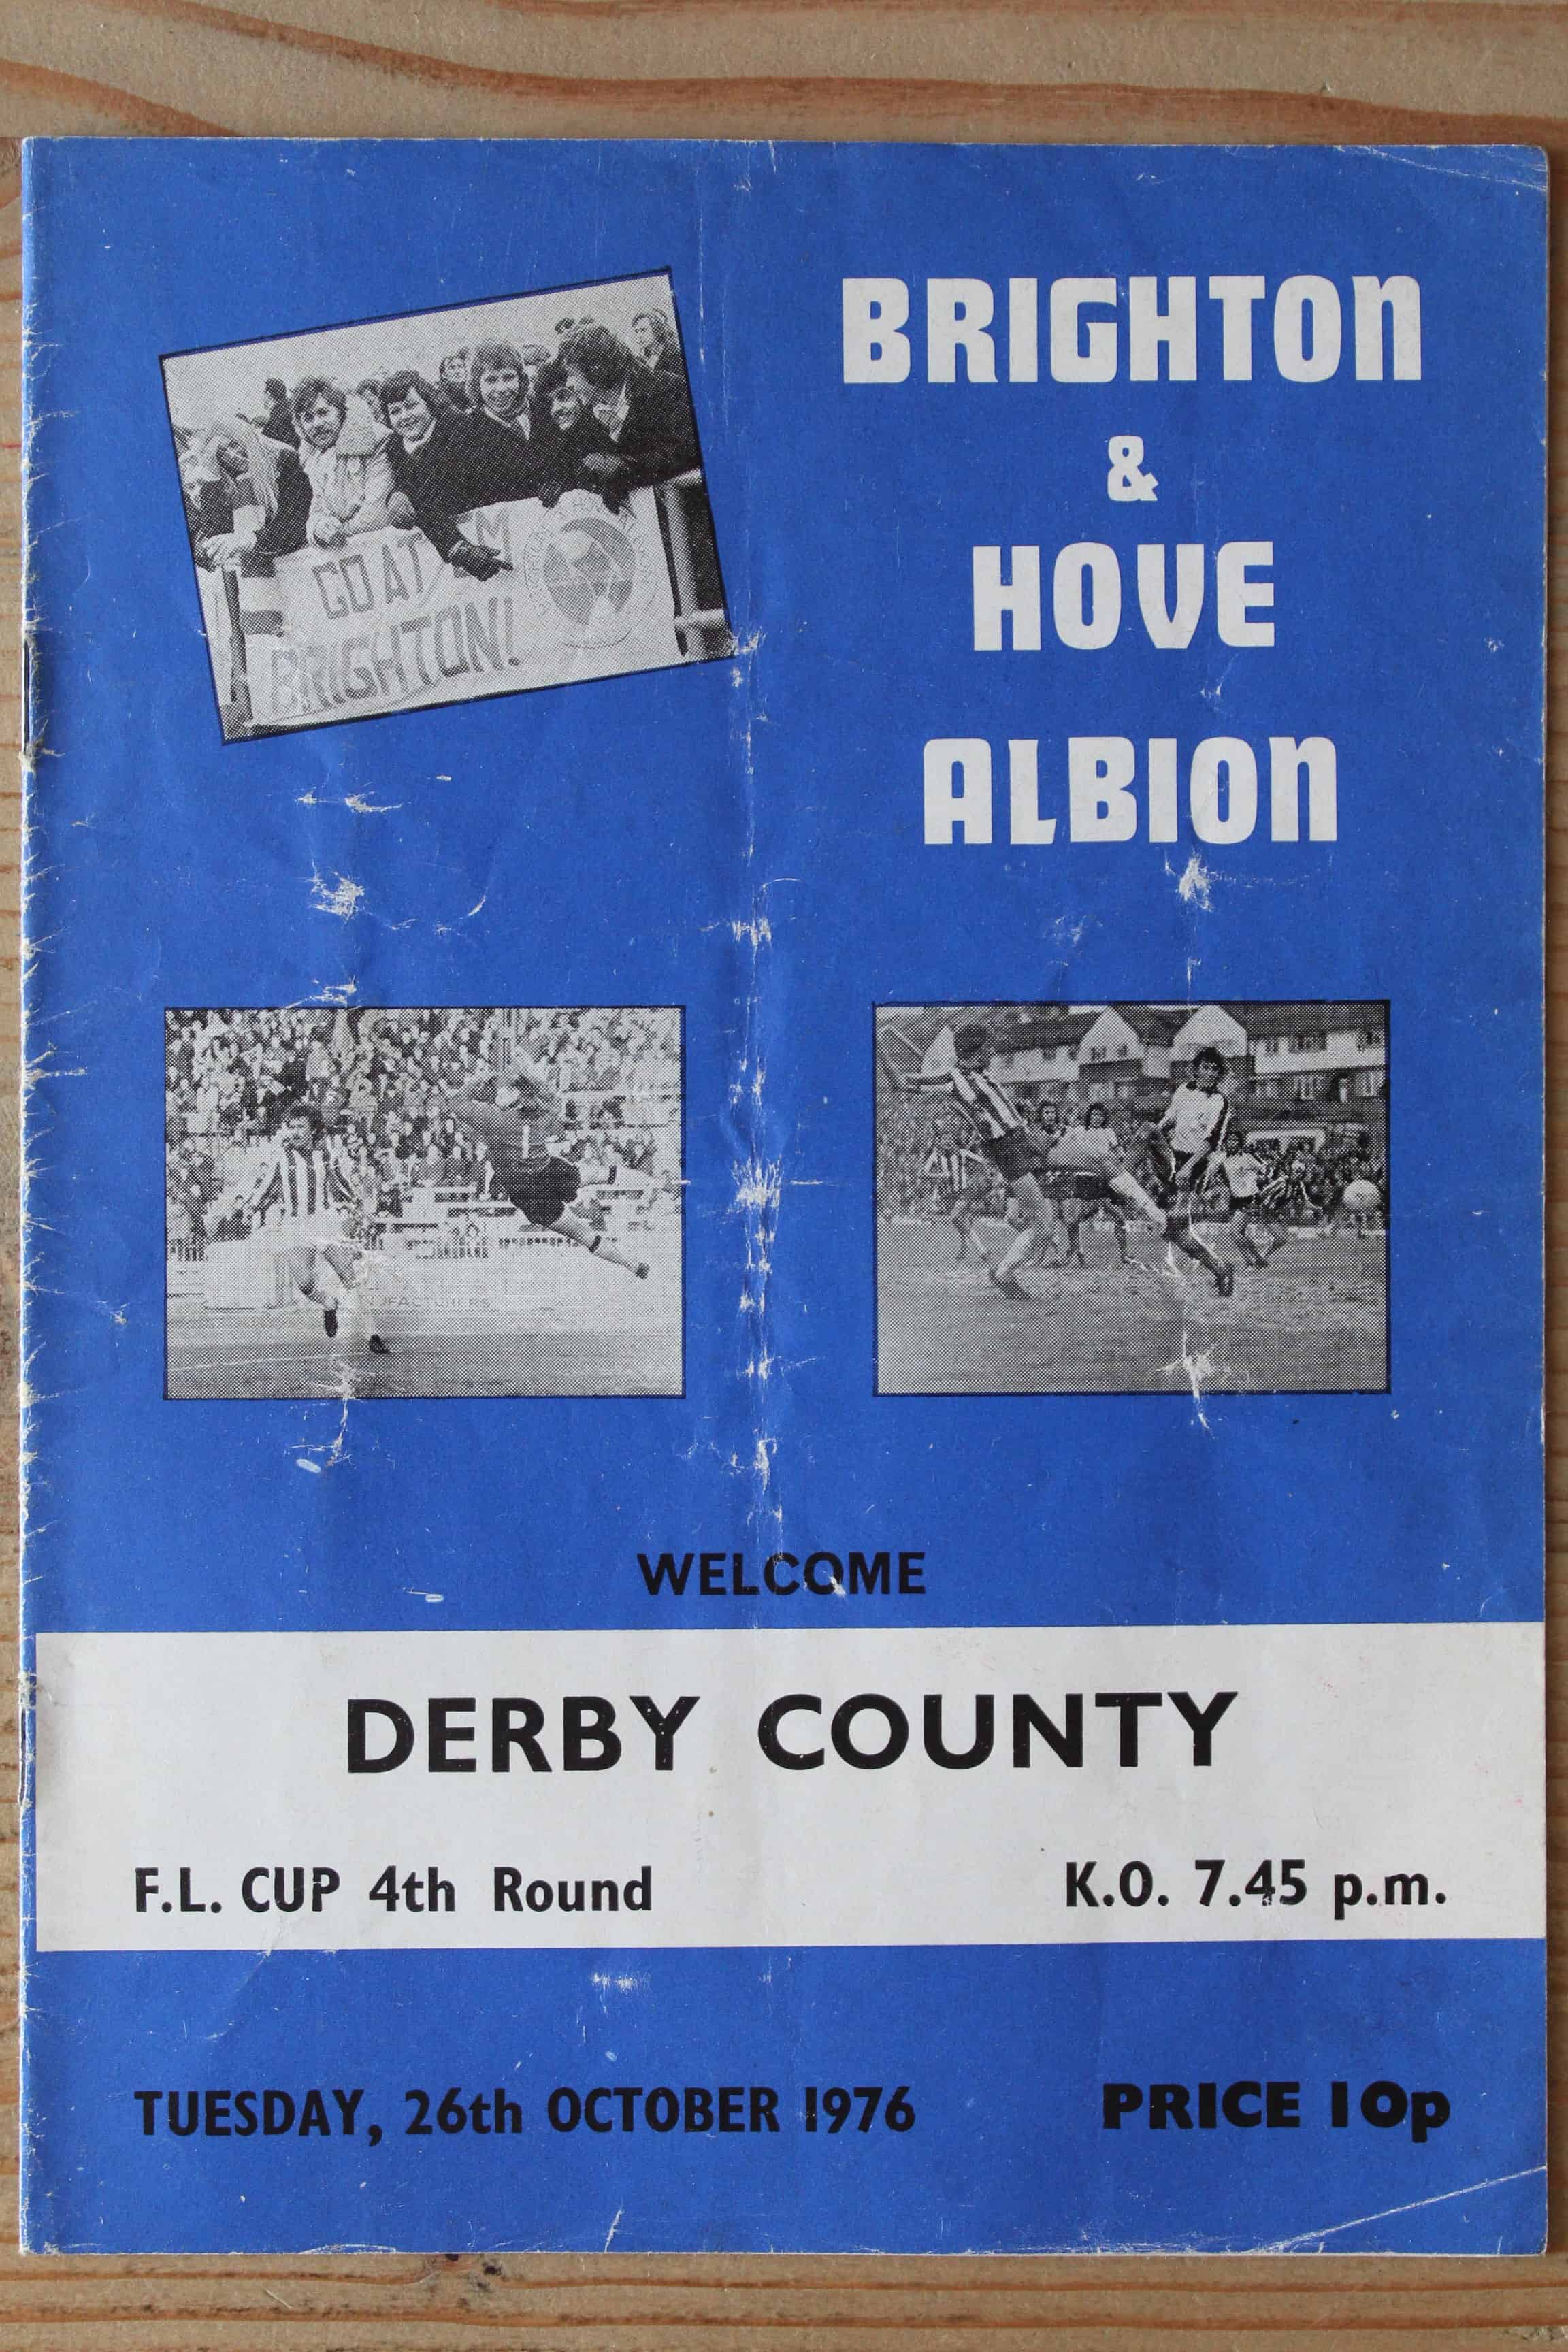 BRIGHTON
&
HOVE
ALBION
GO AT
BRIGHTON!
UFACTURERS
WELCOME
DERBY COUNTY
F.L. CUP 4th Round
K.O. 7.45 p.m.
TUESDAY, 26th OCTOBER 1976
PRICE 10p